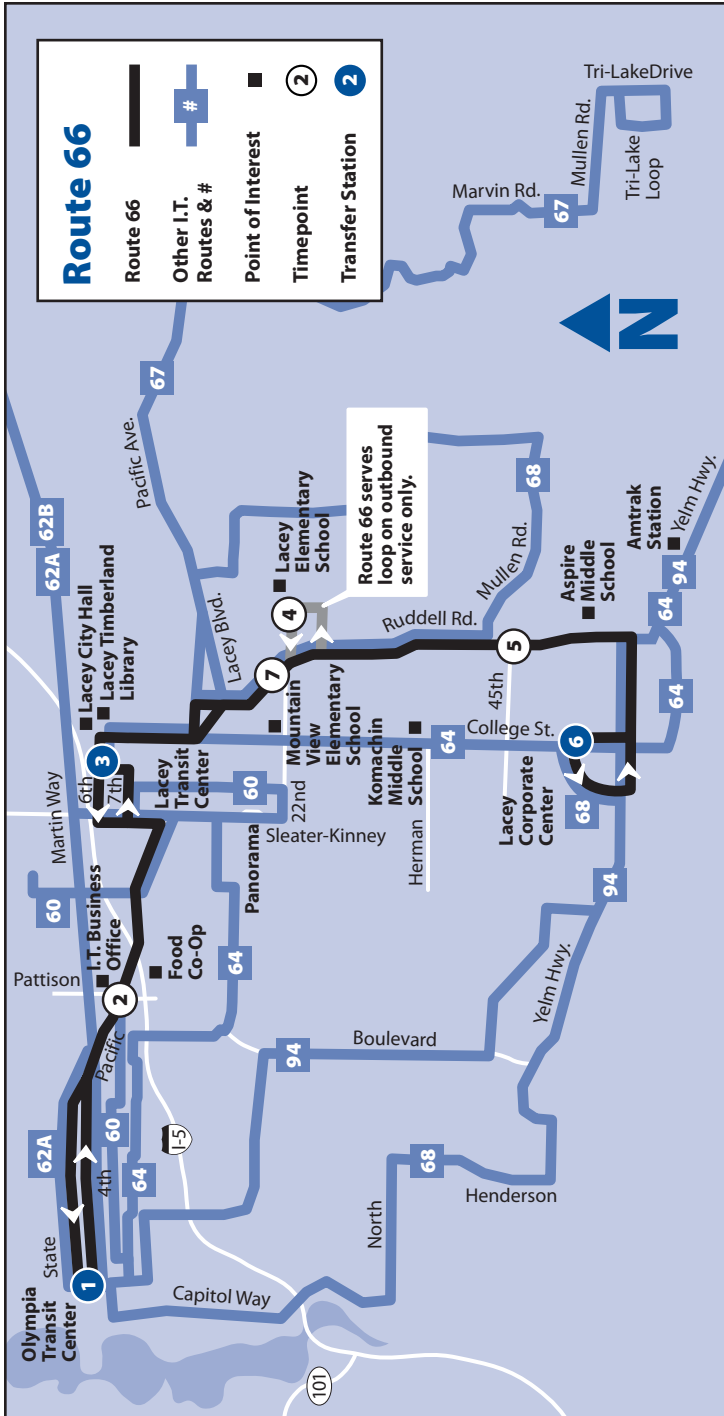 Route 66
Route 66
Other I.T.
Routes & #
#
Point of Interest
Timepoint
2
Transfer Station
2
Tri-LakeDrive
Mullen Rd.
Tri-Lake
Loop
Marvin Rd.
67
N
67
Pacific Ave.
62B
62A
Lacey City Hall
Lacey Timberland
Library
Lacey Blvd.
4
Lacey
Elementary
School
Route 66 serves
loop on outbound
service only.
68
Mullen Rd.
Ruddell Rd.
Amtrak
Station
Yelm Hwy.
94
64
Aspire
Middle
School
64
5
45th
College St.
6
Lacey
Corporate
Center
68
64
Komachin
Middle
School
Herman
7
Mountain
View
Elementary
School
3
6th
7th
Lacey
Transit
Center
Martin Way
60
22nd
Sleater-Kinney
Panorama
60
I.T. Business
Office
Pattison
2
Food
Co-Op
64
Pacific
94
Yelm Hwy.
Boulevard
94
62A
60
4th
64
I-5
State
1
Olympia
Transit
Center
Capitol Way
North
68
Henderson
101